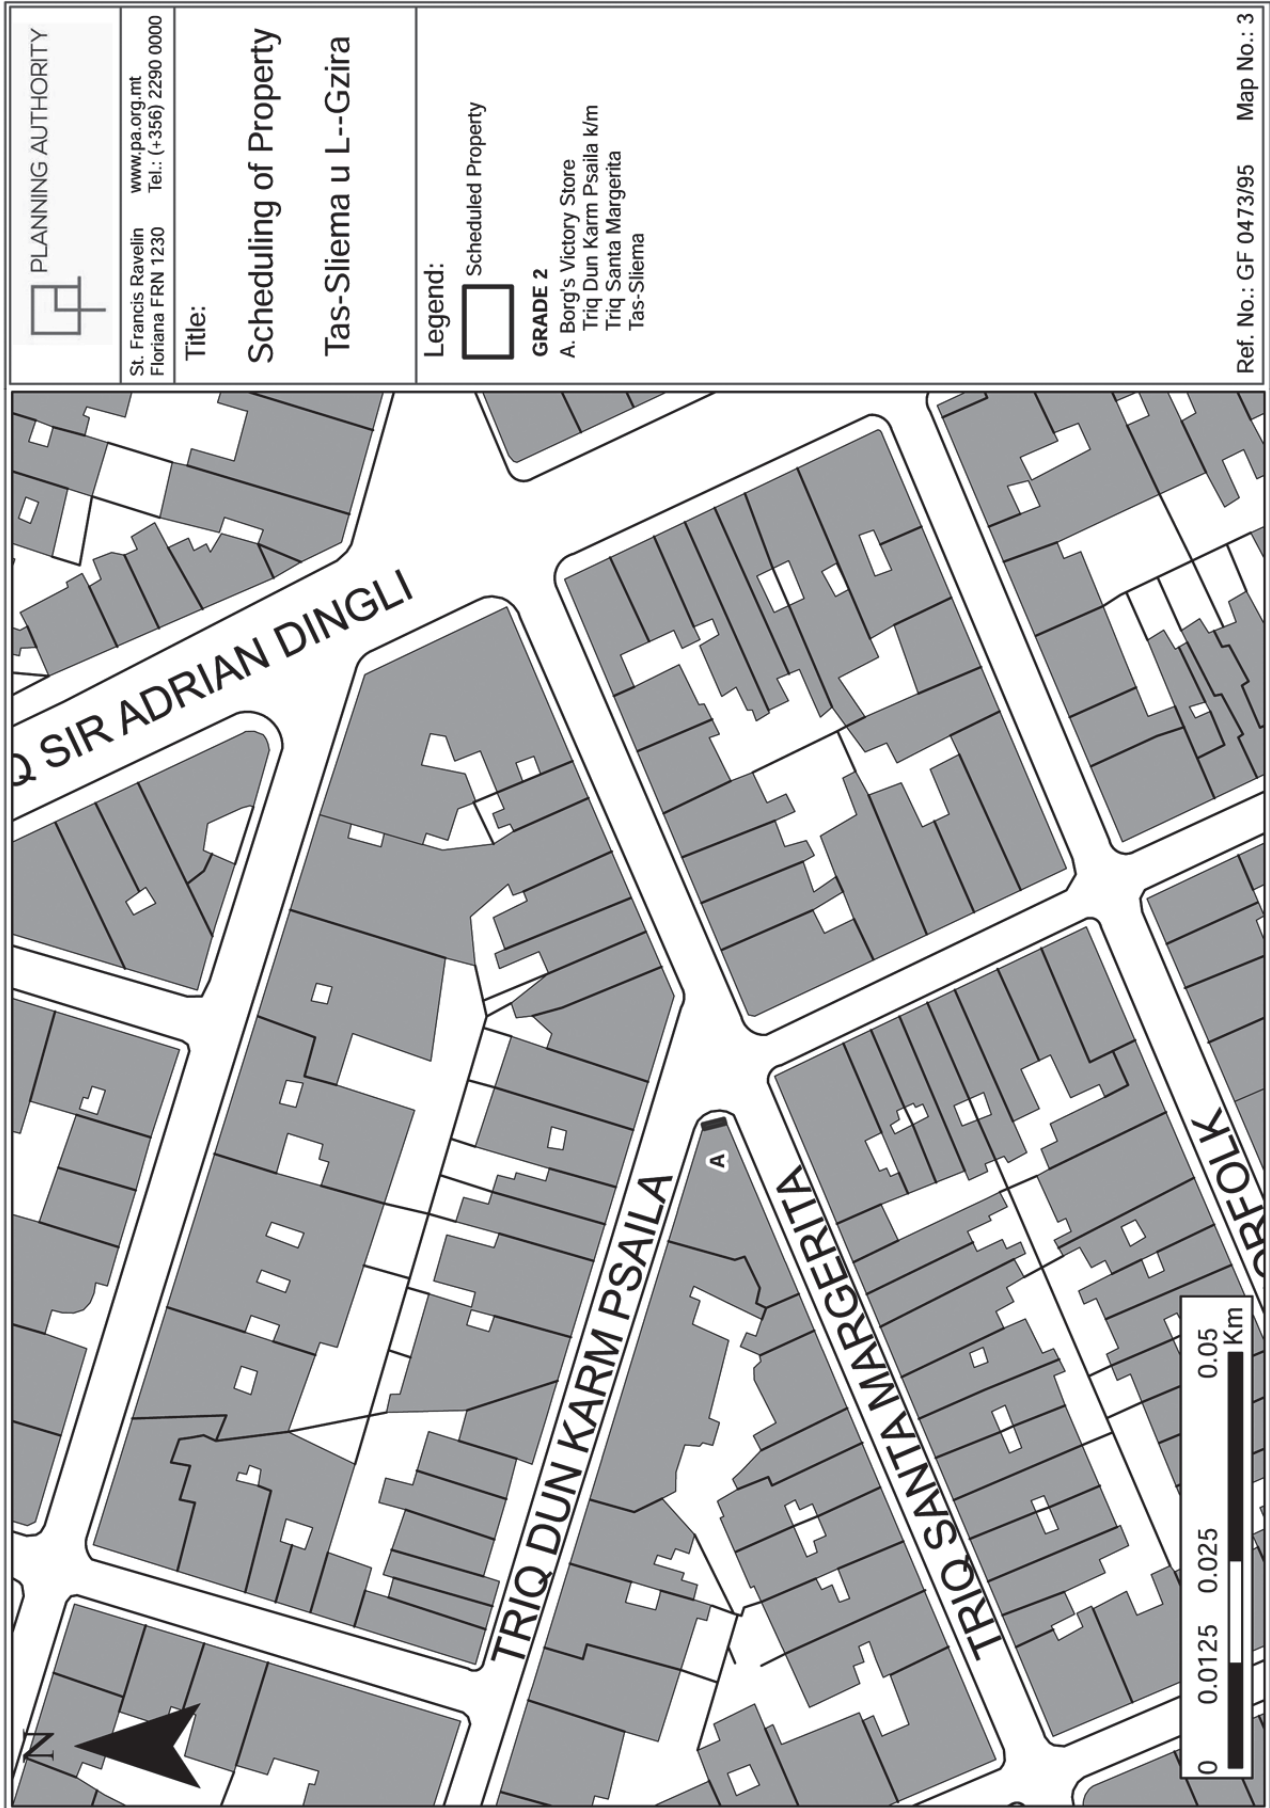 PLANNING AUTHORITY
St. Francis Ravelin www.pa.org.mt
Floriana FRN 1230 Tel.: (+356) 2290 0000
Title:
Scheduling of Property
Tas-Sliema u L--Gzira
Legend:
Scheduled Property
GRADE 2
A. Borg's Victory Store
Triq Dun Karm Psaila k/m
Triq Santa Margerita
Tas-Sliema
Ref. No.: GF 0473/95 Map No.: 3
Q SIR ADRIAN DINGLI
TRIQ DUN KARM PSAILA
A
TRIQ SANTA MARGERITA
ORFOLK
N
0 0.0125 0.025 0.05
Km